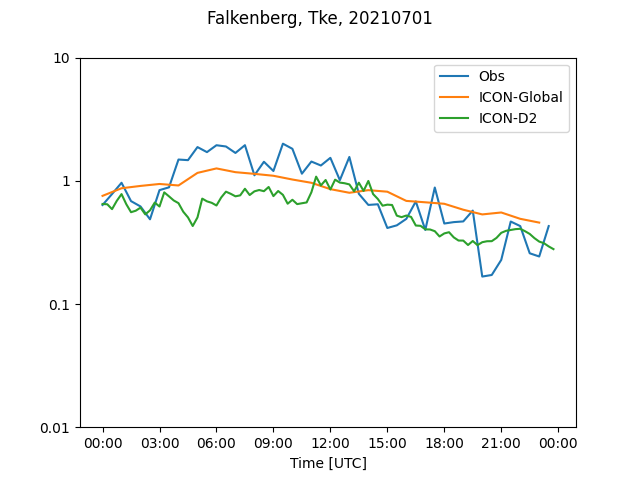 Falkenberg, Tke, 20210701
10
1
0.1
0.01
Obs
ICON-Global
ICON-D2
00:00 03:00 06:00 09:00 12:00 15:00 18:00 21:00 00:00
Time [UTC]